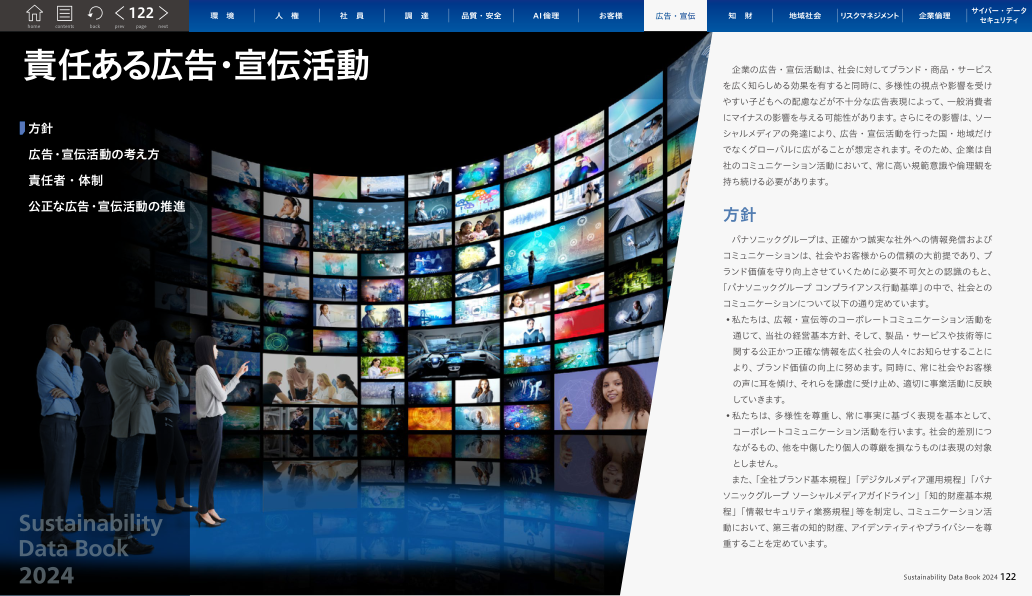 home contents back prev 122 page next
環 境 人 権 社 員 調 達 品質・安全 AI倫理 お客様 広告・宣伝 知 財 地域社会 リスクマネジメント 企業倫理 サイバー・データ
セキュリティ
責任ある広告・宣伝活動
方針
広告・宣伝活動の考え方
責任者・体制
公正な広告・宣伝活動の推進
Sustainability
Data Book
2024
企業の広告・宣伝活動は、社会に対してブランド・商品・サービス
を広く知らしめる効果を有すると同時に、多様性の視点や影響を受け
やすい子どもへの配慮などが不十分な広告表現によって、一般消費者
にマイナスの影響を与える可能性があります。さらにその影響は、ソー
シャルメディアの発達により、広告・宣伝活動を行った国・地域だけ
でなくグローバルに広がることが想定されます。そのため、企業は自
社のコミュニケーション活動において、常に高い規範意識や倫理観を
持ち続ける必要があります。
方針
パナソニックグループは、正確かつ誠実な社外への情報発信および
コミュニケーションは、社会やお客様からの信頼の大前提であり、ブ
ランド価値を守り向上させていくために必要不可欠との認識のもと、
「パナソニックグループ コンプライアンス行動基準」の中で、社会との
コミュニケーションについて以下の通り定めています。
•私たちは、広報・宣伝等のコーポレートコミュニケーション活動を
通じて、当社の経営基本方針、そして、製品・サービスや技術等に
関する公正かつ正確な情報を広く社会の人々にお知らせすることに
より、ブランド価値の向上に努めます。同時に、常に社会やお客様
の声に耳を傾け、それらを謙虚に受け止め、適切に事業活動に反映
していきます。
•私たちは、多様性を尊重し、常に事実に基づく表現を基本として、
コーポレートコミュニケーション活動を行います。社会的差別につ
ながるもの、他を中傷したり個人の尊厳を損なうものは表現の対象
としません。
また、「全社ブランド基本規程」「デジタルメディア運用規程」「パナ
ソニックグループ ソーシャルメディアガイドライン」「知的財産基本規
程」「情報セキュリティ業務規程」等を制定し、コミュニケーション活
動において、第三者の知的財産、アイデンティティやプライバシーを尊
重することを定めています。
Sustainability Data Book 2024 122